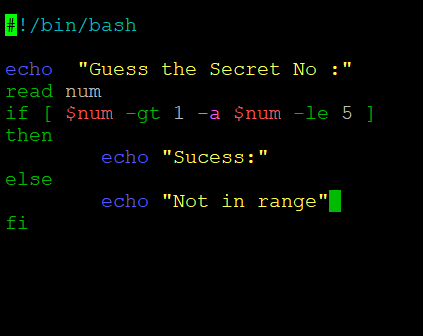 #!/bin/bash
echo  "Guess the Secret No :"
read num
if [ $num -gt 1 -a $num -le 5 ]
then
        echo "Sucess:"
else
        echo "Not in range"
fi